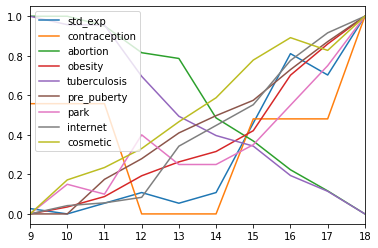 1.0
0.8
0.6
0.4
0.2
0.0
std_exp
contraception
abortion
obesity
tuberculosis
pre_puberty
park
internet
cosmetic
9 10 11 12 13 14 15 16 17 18